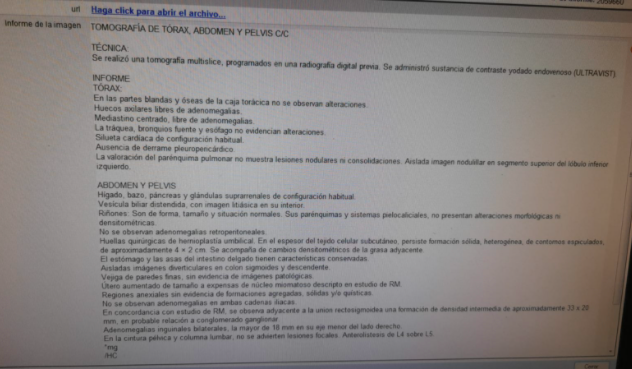 url Haga click para abrir el archivo...
Informe de la imagen TOMOGRAFÍA DE TÓRAX, ABDOMEN Y PELVIS C/C
TÉCNICA:
Se realizó una tomografía multislice, programados en una radiografía digital previa. Se administró sustancia de contraste yodado endovenoso (ULTRAVIST)
INFORME
TÓRAX:
En las partes blandas y óseas de la caja torácica no se observan alteraciones.
Huecos axilares libres de adenomegalias.
Mediastino centrado, libre de adenomegalias.
La tráquea, bronquios fuente y esófago no evidencian alteraciones.
Silueta cardíaca de configuración habitual.
Ausencia de derrame pleuropericárdico.
La valoración del parénquima pulmonar no muestra lesiones nodulares ni consolidaciones. Aislada imagen nodulillar en segmento superior del lóbulo inferior
izquierdo.
ABDOMEN Y PELVIS
Hígado, bazo, páncreas y glándulas suprarrenales de configuración habitual.
Vesícula biliar distendida, con imagen litiásica en su interior.
Riñones: Son de forma, tamaño y situación normales. Sus parénquimas y sistemas pielocaliciales, no presentan alteraciones morfológicas ni
densitométricas.
No se observan adenomegalias retroperitoneales.
Huellas quirúrgicas de hernioplastía umbilical. En el espesor del tejido celular subcutáneo, persiste formación sólida, heterogénea, de contornos espiculados,
de aproximadamente 4 × 2 cm. Se acompaña de cambios densitométricos de la grasa adyacente.
El estómago y las asas del intestino delgado tienen características conservadas.
Aisladas imágenes diverticulares en colon sigmoides y descendente.
Vejiga de paredes finas, sin evidencia de imágenes patológicas.
Útero aumentado de tamaño a expensas de núcleo miomatoso descripto en estudio de RM.
Regiones anexiales sin evidencia de formaciones agregadas, sólidas y/o quísticas.
No se observan adenomegalias en ambas cadenas ilíacas.
En concordancia con estudio de RM, se observa adyacente a la unión rectosigmoidea una formación de densidad intermedia de aproximadamente 33 x 20
mm, en probable relación a conglomerado ganglionar.
Adenomegalias inguinales bilaterales, la mayor de 18 mm en su eje menor del lado derecho.
En la cintura pélvica y columna lumbar, no se advierten lesiones focales. Anterolistesis de L4 sobre L5.
*mg
/HC